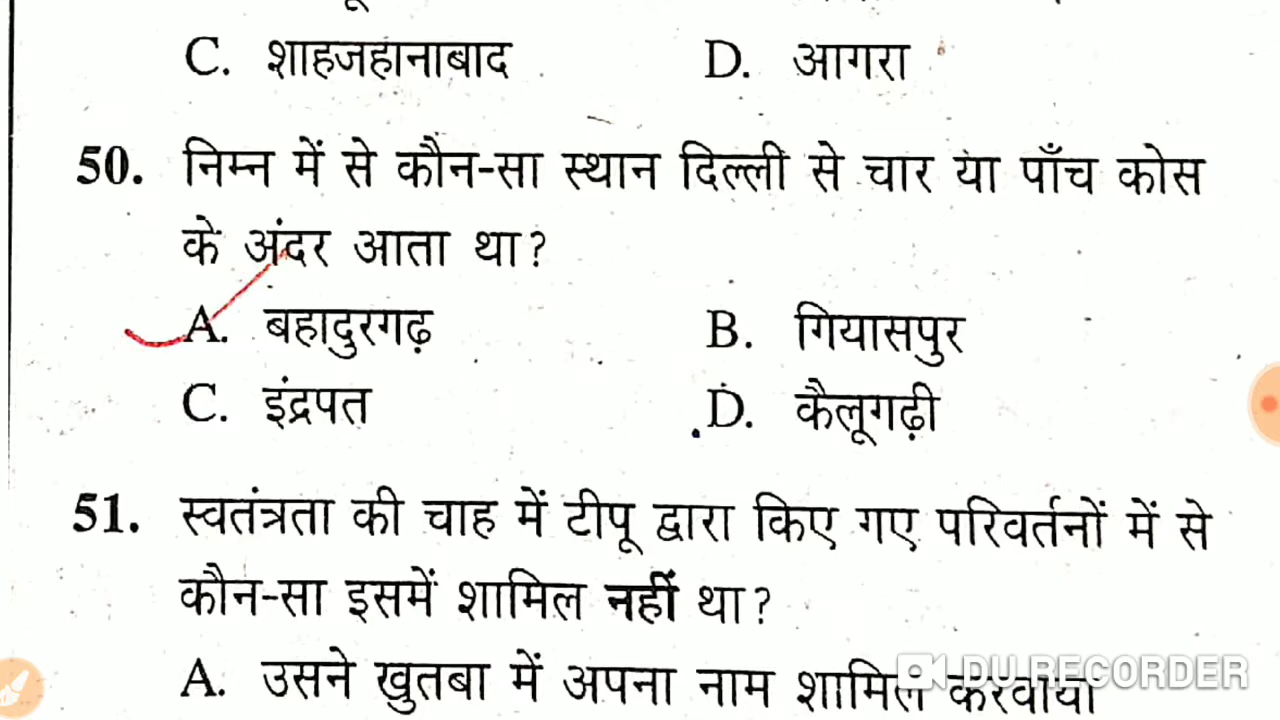 C. शाहजहानाबाद D. आगरा
50. निम्न में से कौन-सा स्थान दिल्ली से चार या पाँच कोस
के अंदर आता था?
A. बहादुरगढ़ B. गियासपुर
C. इंद्रपत D. कैलूगढ़ी
51. स्वतंत्रता की चाह में टीपू द्वारा किए गए परिवर्तनों में से
कौन-सा इसमें शामिल नहीं था?
A. उसने खुतबा में अपना नाम शामिल करवाया
DU RECORDER